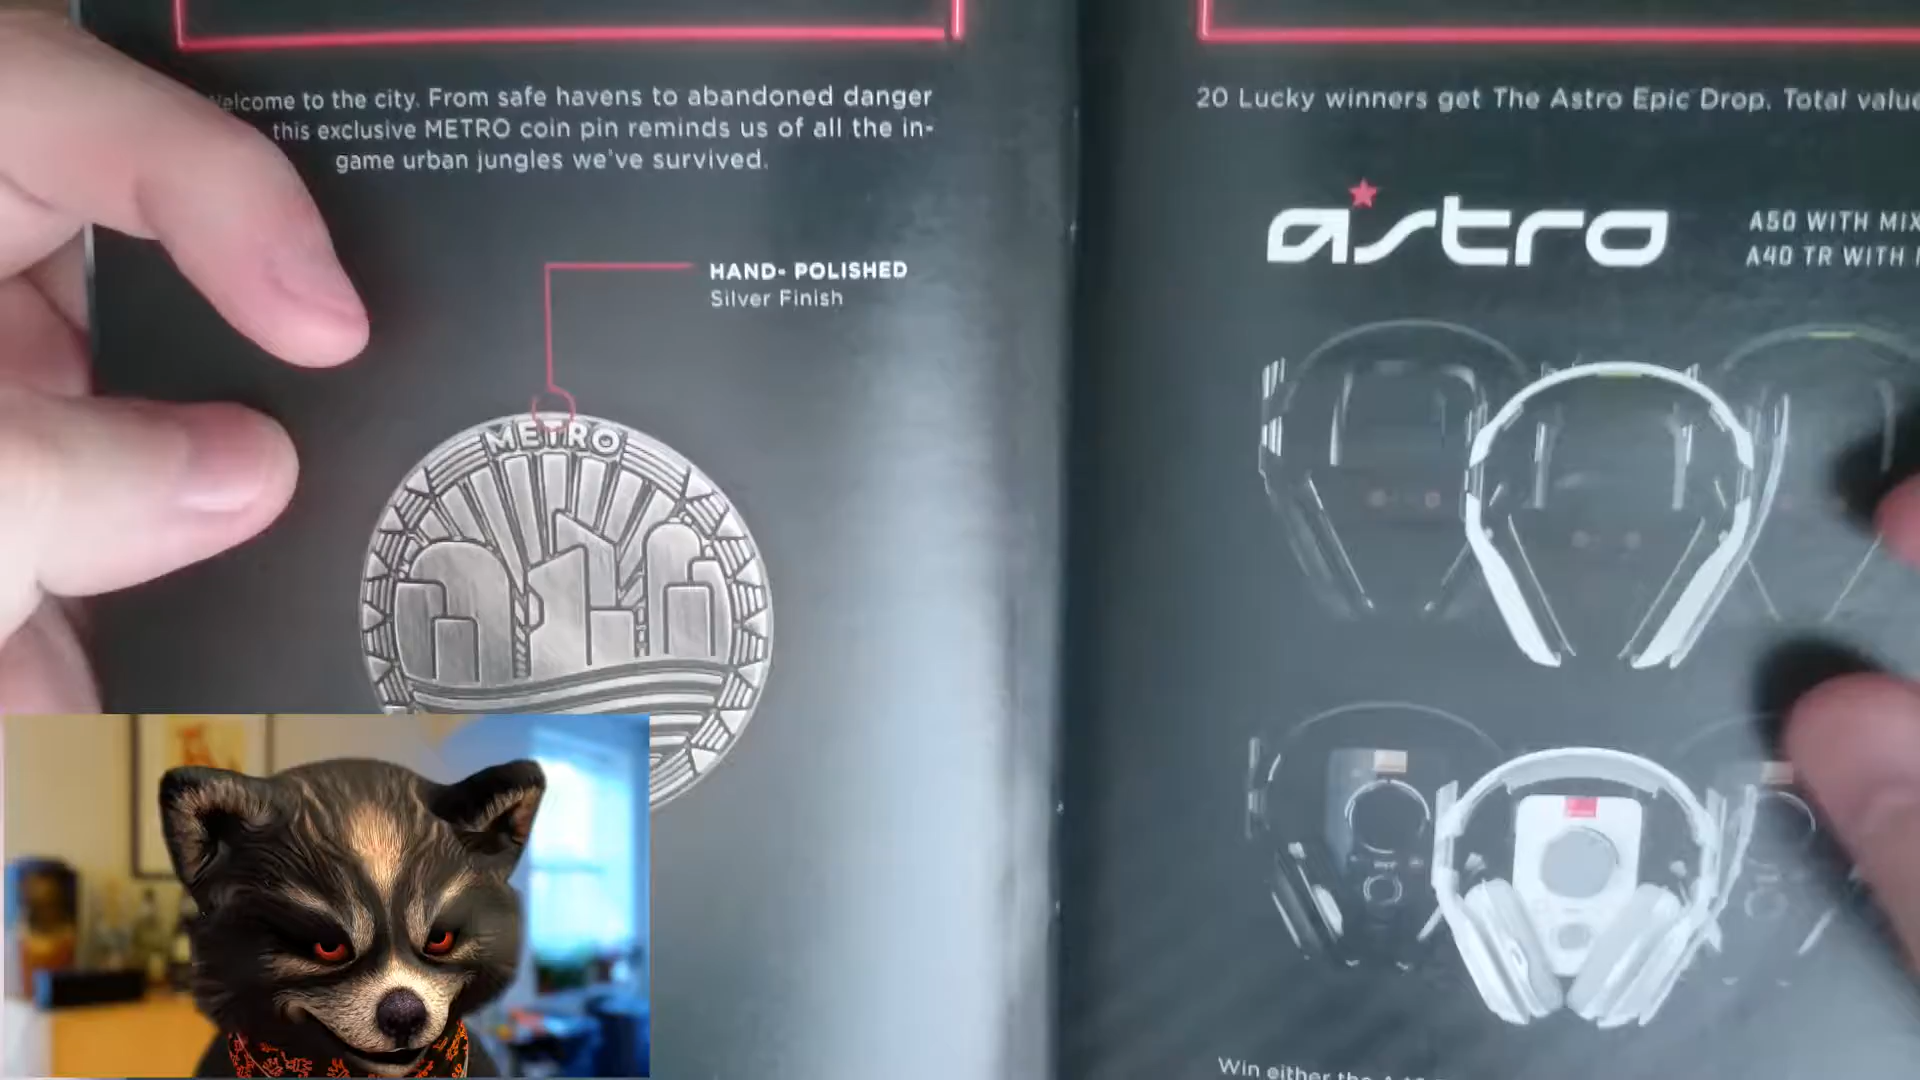 Welcome to the city. From safe havens to abandoned danger
this exclusive METRO coin pin reminds us of all the in-
game urban jungles we've survived.
HAND- POLISHED
Silver Finish
METRO
20 Lucky winners get The Astro Epic Drop. Total value
astro
A50 WITH MIX
A40 TR WITH
Win either the